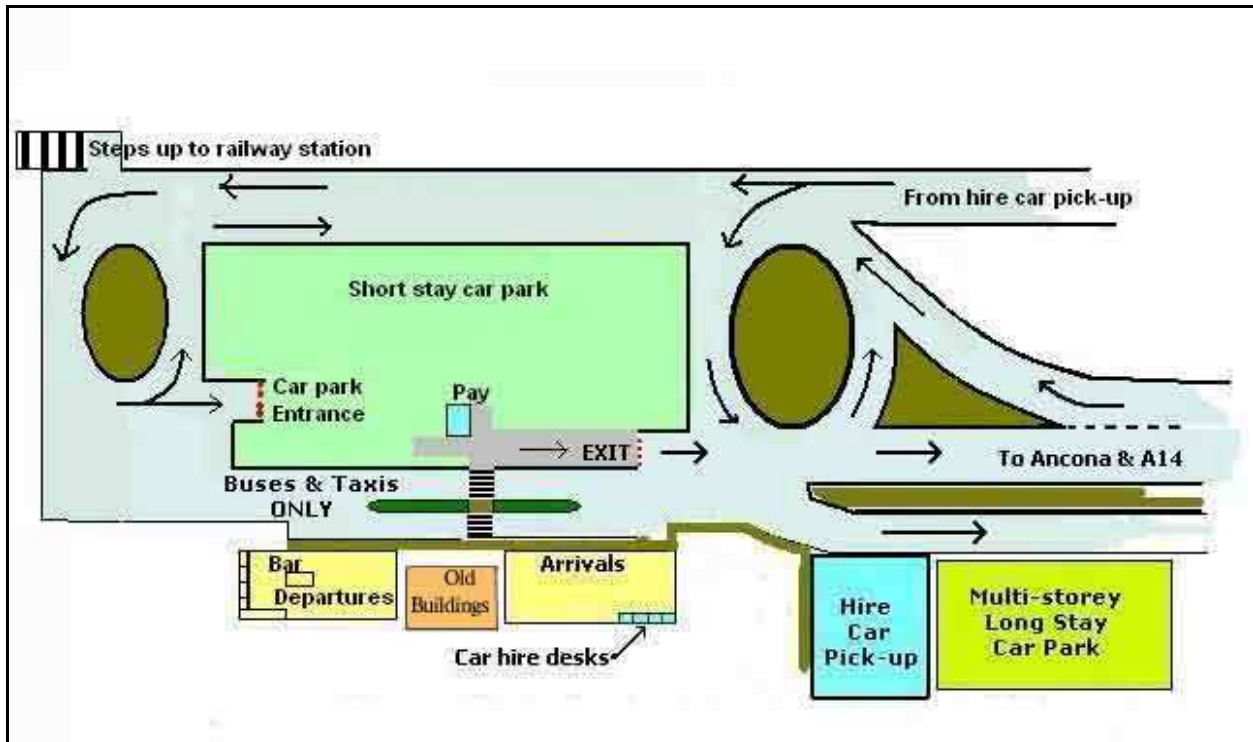 Steps up to railway station
From hire car pick-up
Short stay car park
Car park
Entrance
Pay
EXIT
To Ancona & A14
Buses & Taxis
ONLY
Bar
Departures
Old
Buildings
Arrivals
Car hire desks
Hire
Car
Pick-up
Multi-storey
Long Stay
Car Park